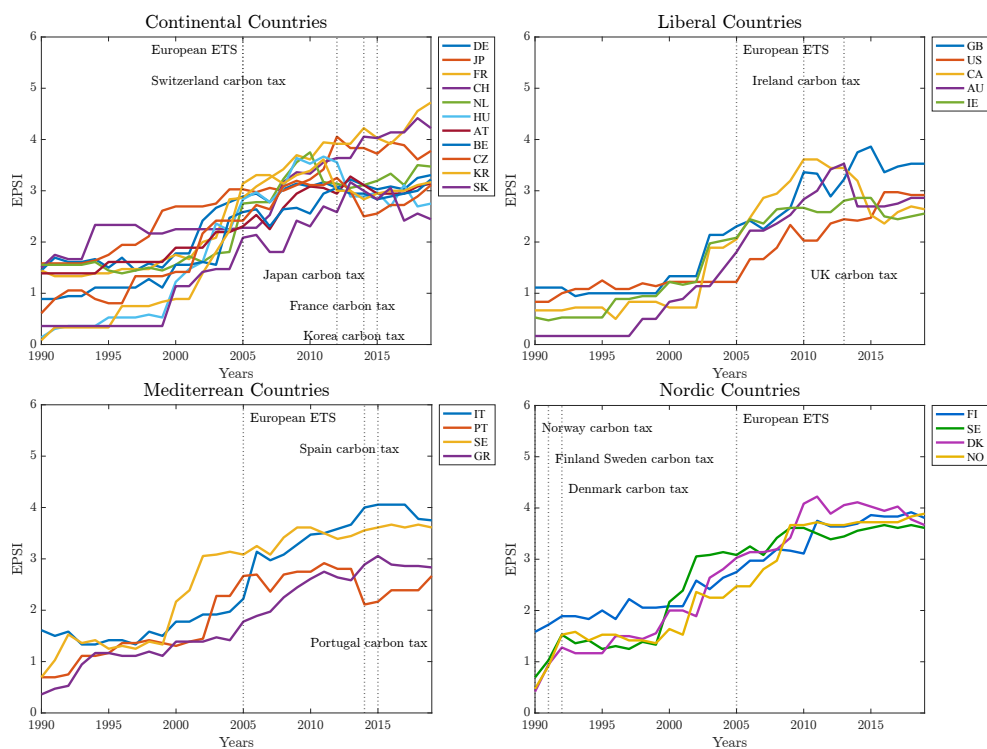 Continental Countries
6
5
4
3
2
1
0
EPSI
European ETS
Switzerland carbon tax
Japan carbon tax
France carbon tax
Korea carbon tax
1990
1995
2000
2005
2010
2015
Years
DE
JP
FR
CH
NL
HU
AT
BE
CZ
KR
SK
Liberal Countries
6
5
4
3
2
1
0
EPSI
European ETS
Ireland carbon tax
UK carbon tax
1990
1995
2000
2005
2010
2015
Years
GB
US
CA
AU
IE
Mediterrean Countries
6
5
4
3
2
1
0
EPSI
European ETS
Spain carbon tax
Portugal carbon tax
1990
1995
2000
2005
2010
2015
Years
IT
PT
SE
GR
Nordic Countries
6
5
4
3
2
1
0
EPSI
European ETS
Norway carbon tax
Finland Sweden carbon tax
Denmark carbon tax
1990
1995
2000
2005
2010
2015
Years
FI
SE
DK
NO